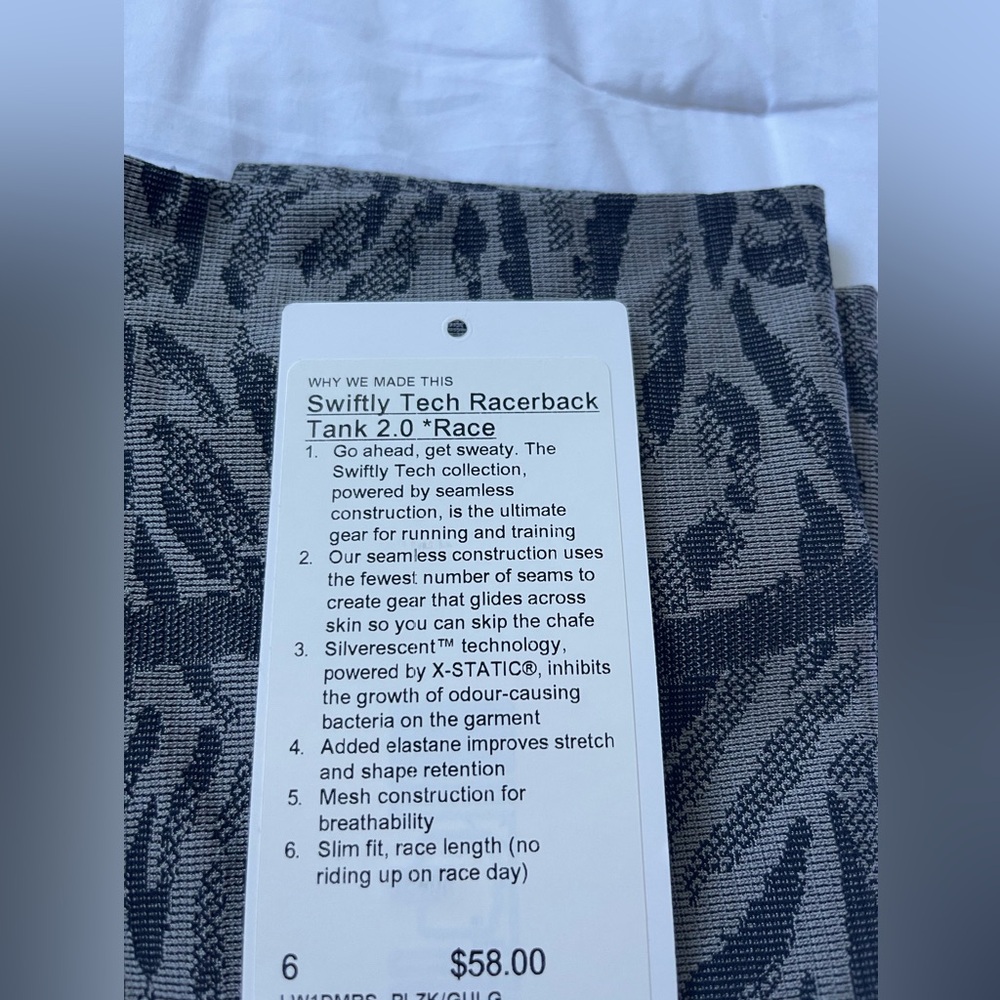 WHY WE MADE THIS
Swiftly Tech Racerback
Tank 2.0 *Race
1. Go ahead, get sweaty. The
Swiftly Tech collection,
powered by seamless
construction, is the ultimate
gear for running and training
2. Our seamless construction uses
the fewest number of seams to
create gear that glides across
skin so you can skip the chafe
3. Silverescent™ technology,
powered by X-STATIC®, inhibits
the growth of odour-causing
bacteria on the garment
4. Added elastane improves stretch
and shape retention
5. Mesh construction for
breathability
6. Slim fit, race length (no
riding up on race day)
6 $58.00